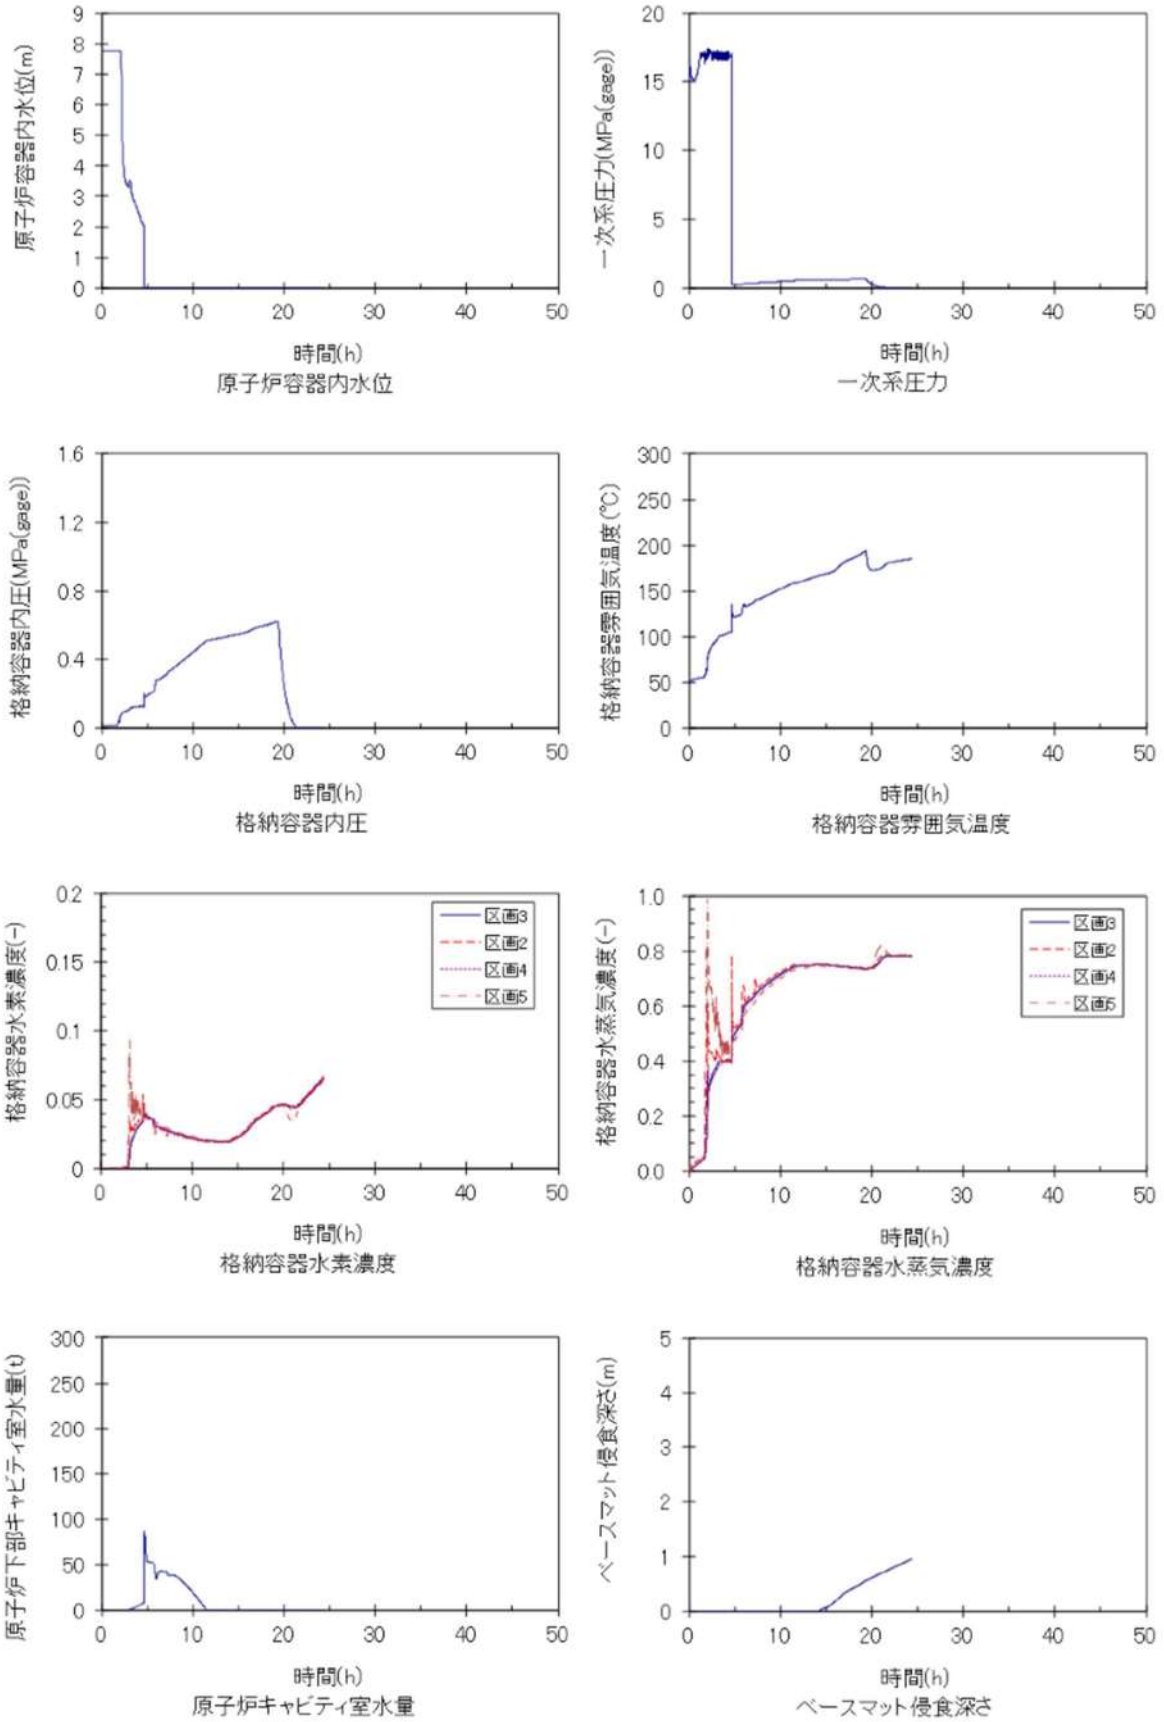 原子炉容器内水位(m)
9
8
7
6
5
4
3
2
1
0
0 10 20 30 40 50
時間(h)
原子炉容器内水位
一次系圧力(MPa(gage))
20
15
10
5
0
0 10 20 30 40 50
時間(h)
一次系圧力
格納容器内圧(MPa(gage))
1.6
1.2
0.8
0.4
0
0 10 20 30 40 50
時間(h)
格納容器内圧
格納容器雰囲気温度(℃)
300
250
200
150
100
50
0
0 10 20 30 40 50
時間(h)
格納容器雰囲気温度
格納容器水素濃度(-)
0.2
0.15
0.1
0.05
0
区画3
区画2
区画4
区画5
0 10 20 30 40 50
時間(h)
格納容器水素濃度
格納容器水蒸気濃度(-)
1.0
0.8
0.6
0.4
0.2
0.0
区画3
区画2
区画4
区画5
0 10 20 30 40 50
時間(h)
格納容器水蒸気濃度
原子炉下部キャビティ室水量(t)
300
250
200
150
100
50
0
0 10 20 30 40 50
時間(h)
原子炉キャビティ室水量
ベースマット侵食深さ(m)
5
4
3
2
1
0
0 10 20 30 40 50
時間(h)
ベースマット侵食深さ